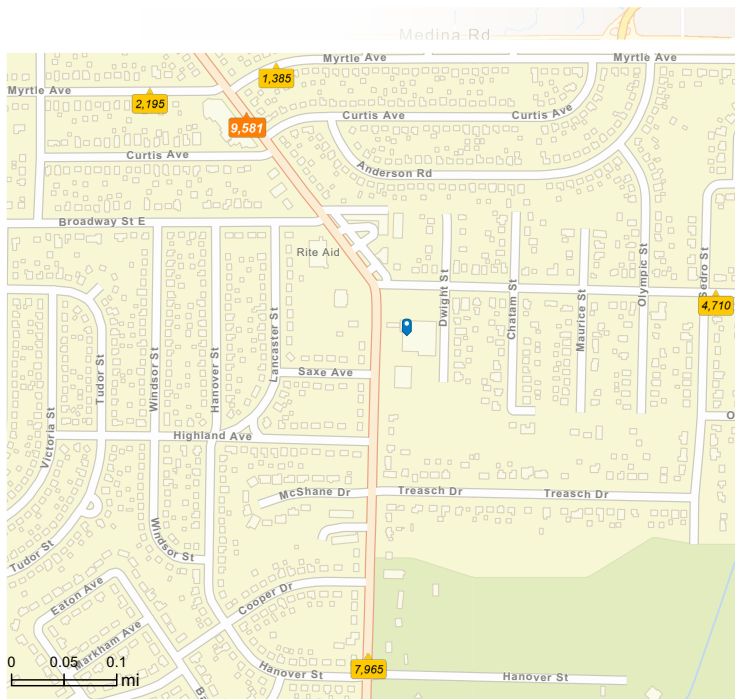 Medina Rd
Myrtle Ave
Myrtle Ave
1,385
Myrtle Ave
2,195
Curtis Ave
Curtis Ave
9,581
Curtis Ave
Anderson Rd
Broadway St E
Rite Aid
Dwight St
Chatam St
Maurice St
Olympic St
Sedro St
4,710
Lancaster St
Hanover St
Windsor St
Tudor St
Saxe Ave
Victoria St
Highland Ave
O
McShane Dr
Treasch Dr
Treasch Dr
Windsor St
Tudor St
Eaton Ave
Cooper Dr
Markham Ave
Ba
Hanover St
7,965
Hanover St
0 0.05 0.1
mi